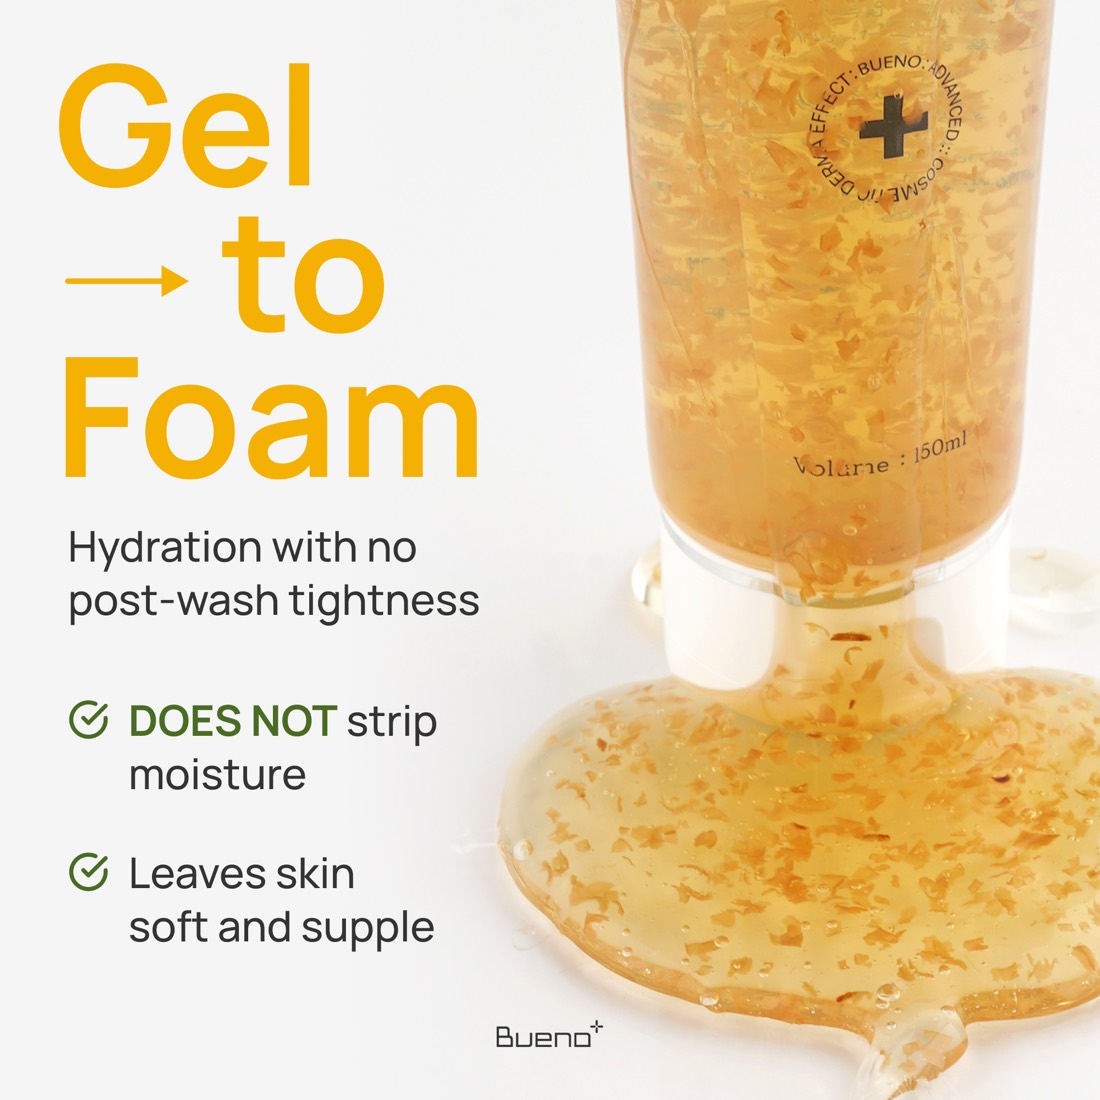 Gel
to
Foam
Hydration with no
post-wash tightness
DOES NOT strip
moisture
Leaves skin
soft and supple
BUENO : ADVANCED :: COSMETIC DERMA EFFECT :
Volume : 150ml
Bueno+